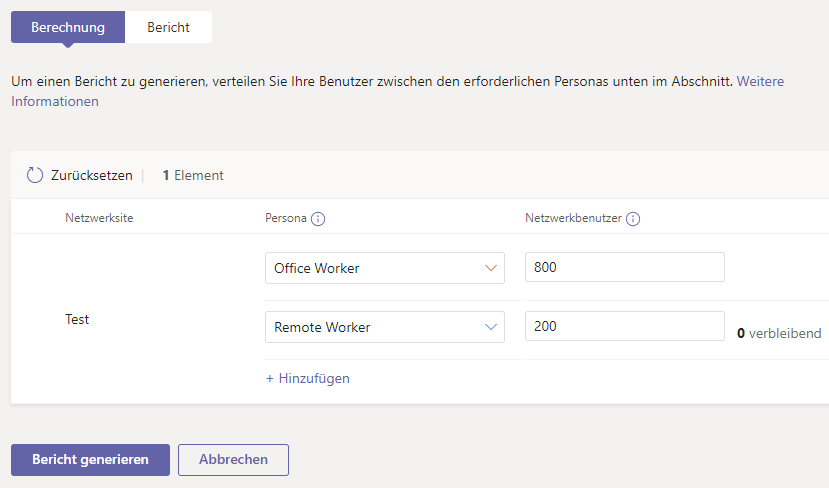 Berechnung Bericht
Um einen Bericht zu generieren, verteilen Sie Ihre Benutzer zwischen den erforderlichen Personas unten im Abschnitt. Weitere
Informationen
Zurücksetzen 1 Element
Netzwerksite Persona Netzwerkbenutzer
Office Worker 800
Test
Remote Worker 200 0 verbleibend
+ Hinzufügen
Bericht generieren Abbrechen